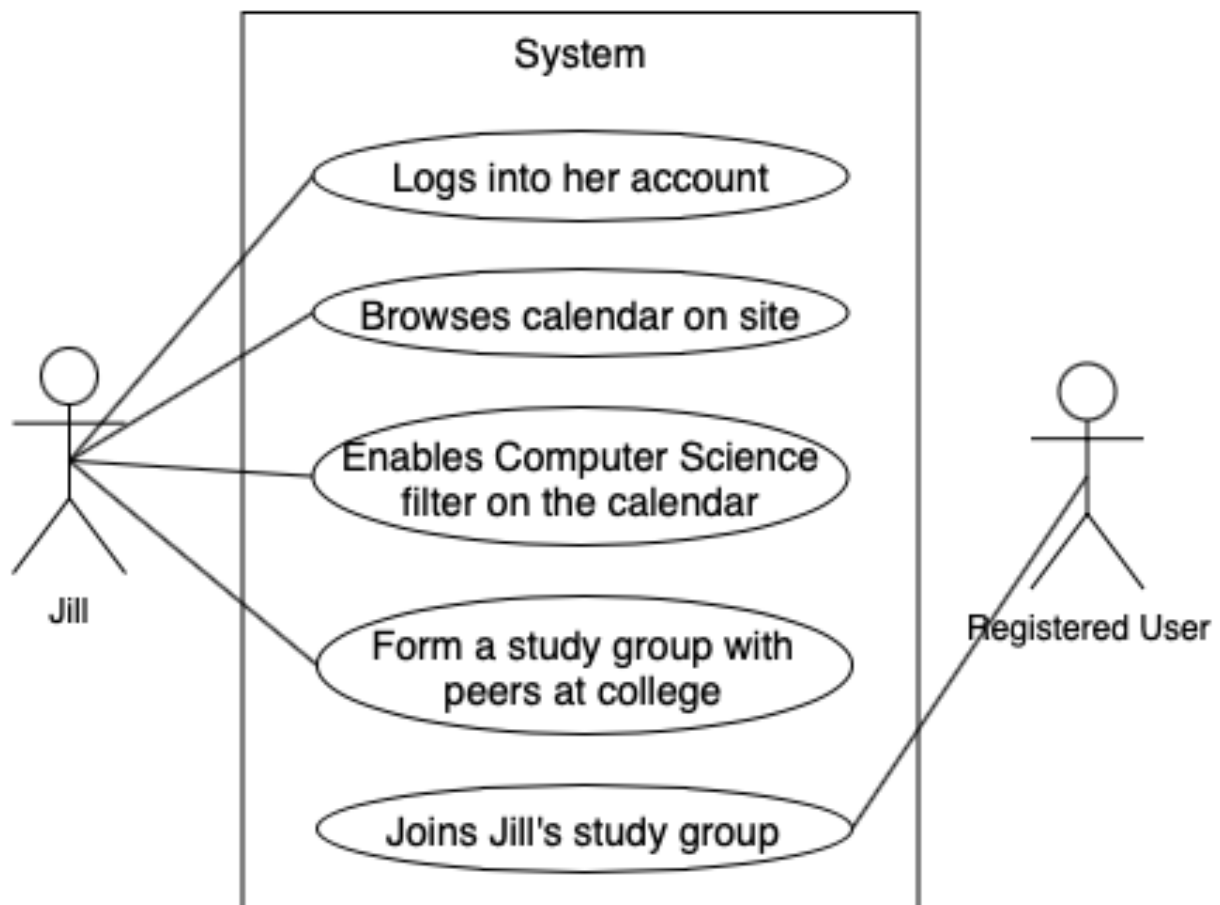 System
Logs into her account
Browses calendar on site
Enables Computer Science
filter on the calendar
Jill
Registered User
Form a study group with
peers at college
Joins Jill's study group